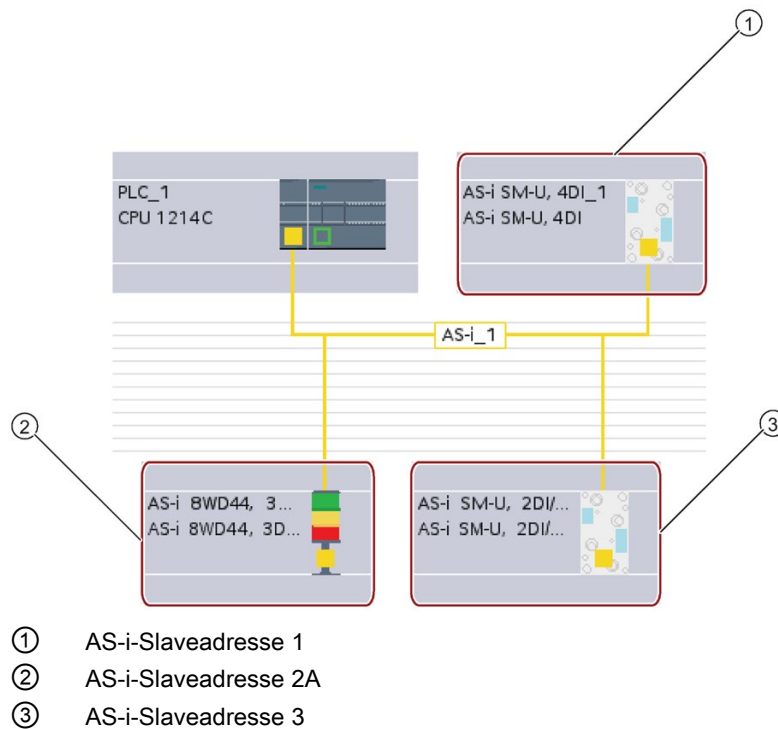 ①
PLC_1
CPU 1214C
AS-i SM-U, 4DI_1
AS-i SM-U, 4DI
AS-i_1
②
③
AS-i 8WD44, 3...
AS-i 8WD44, 3D...
AS-i SM-U, 2DI/...
AS-i SM-U, 2DI/...
① AS-i-Slaveadresse 1
② AS-i-Slaveadresse 2A
③ AS-i-Slaveadresse 3